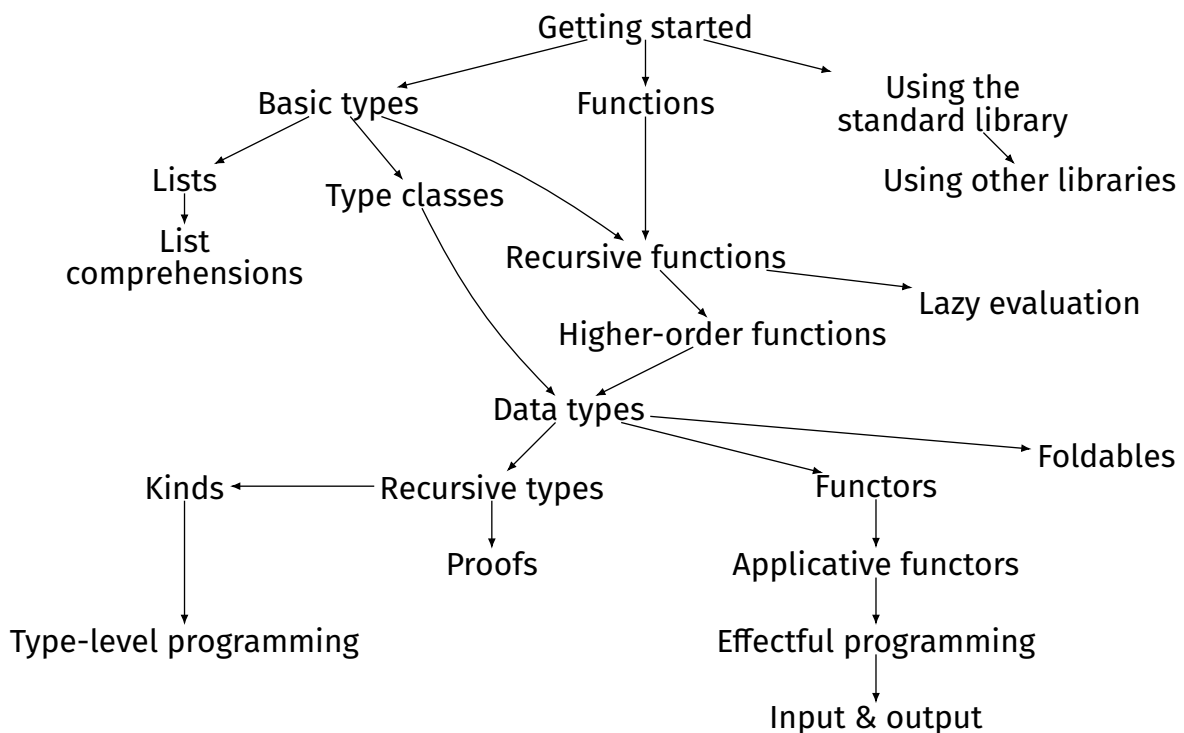 Getting started
Basic types
Functions
Using the
standard library
Lists
Type classes
Using other libraries
List
comprehensions
Recursive functions
Lazy evaluation
Higher-order functions
Data types
Foldables
Kinds
Recursive types
Functors
Proofs
Applicative functors
Type-level programming
Effectful programming
Input & output